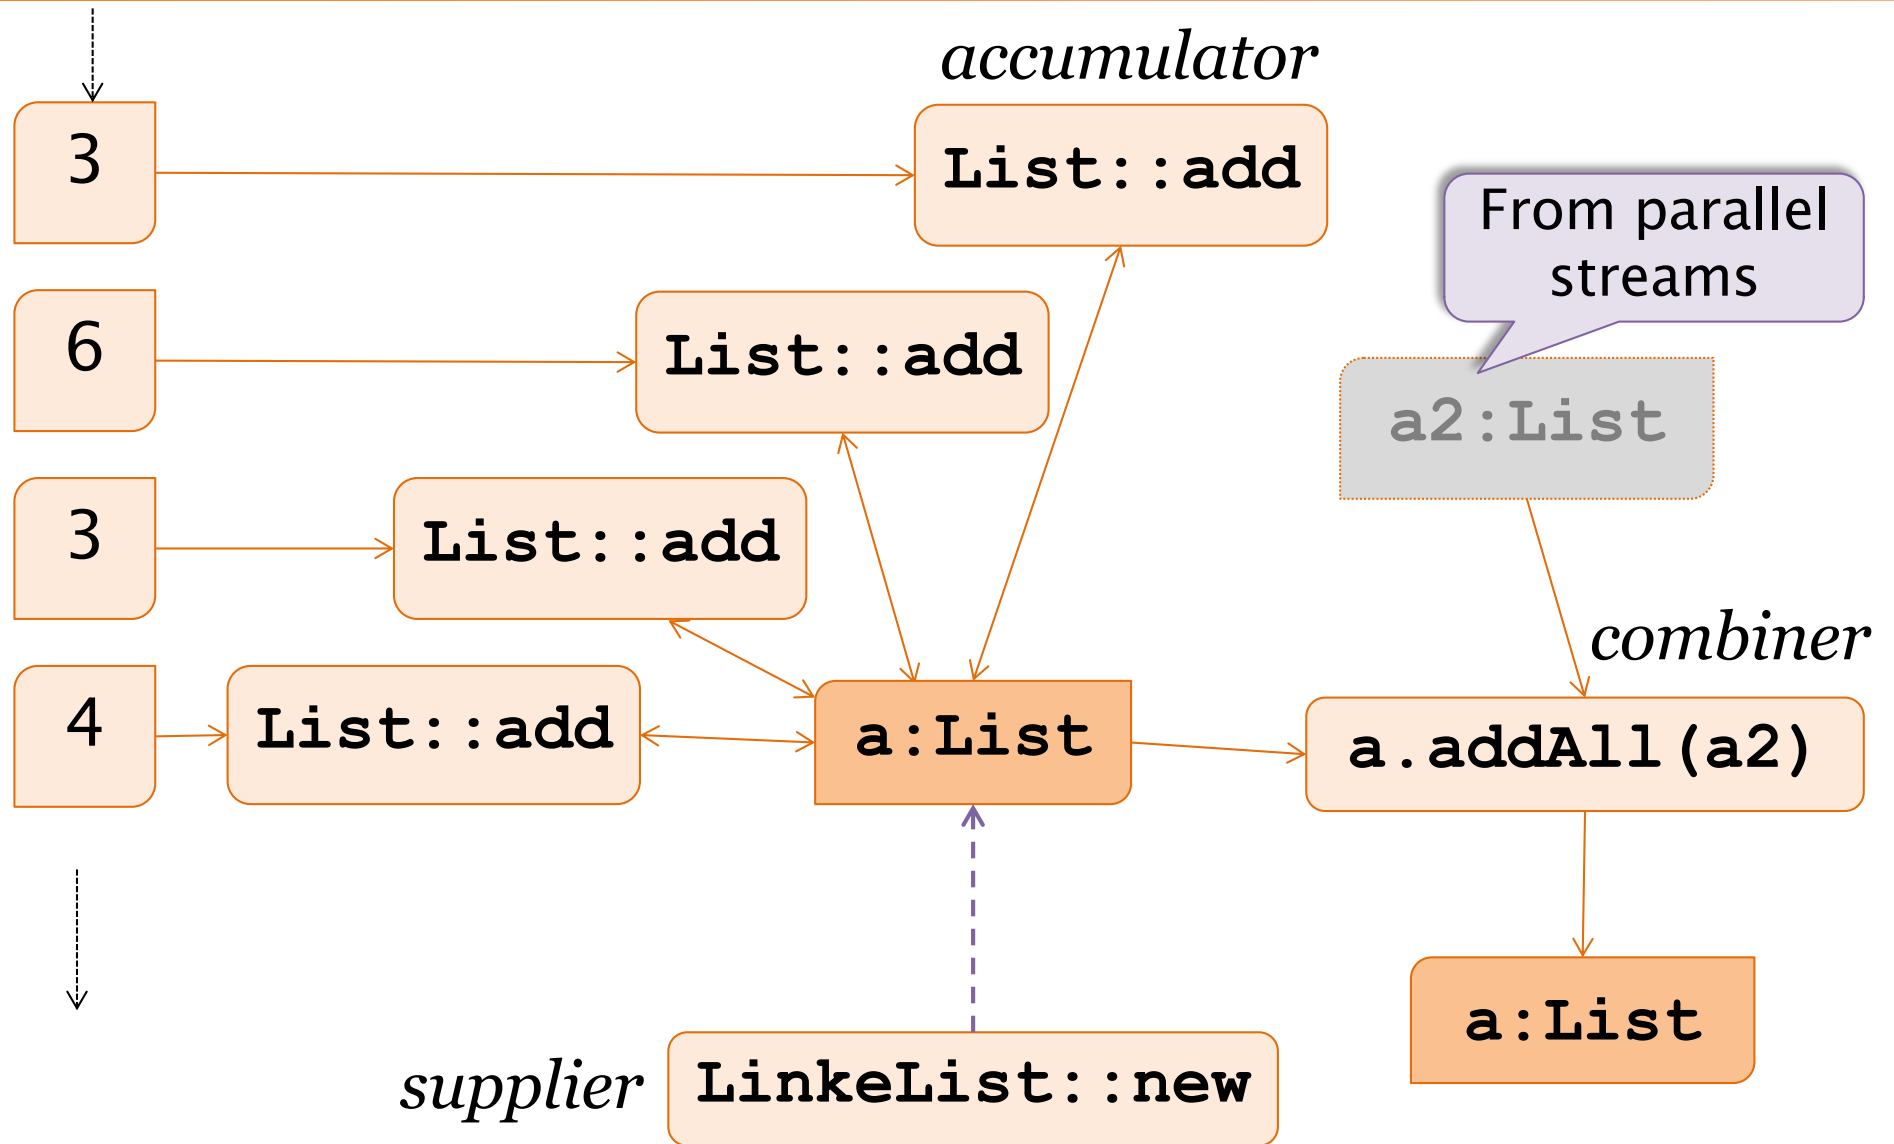 accumulator
3
List::add
From parallel
streams
6
List::add
a2:List
3
List::add
combiner
4
List::add
a:List
a.addAll(a2)
a:List
supplier
LinkeList::new